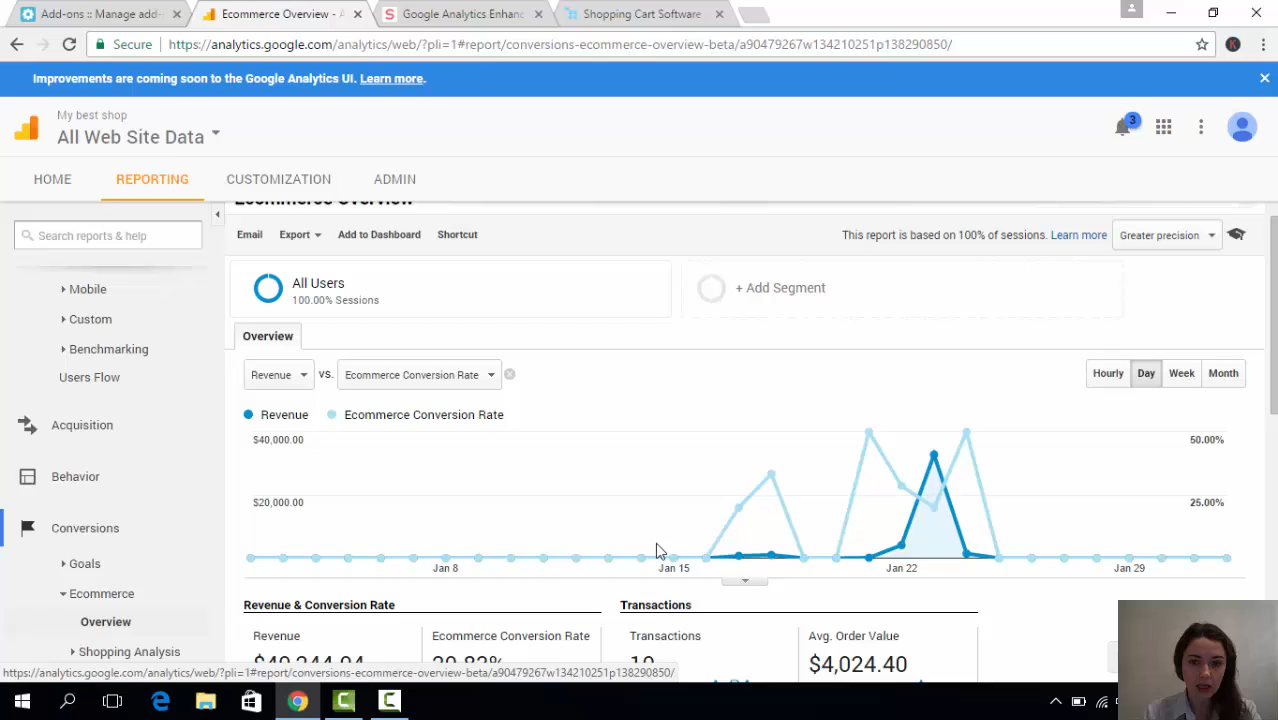 Add-ons :: Manage add-
Ecommerce Overview - A
Google Analytics Enhanc
Shopping Cart Software
Secure
https://analytics.google.com/analytics/web/?pli=1#report/conversions-ecommerce-overview-beta/a90479267w134210251p138290850/
Improvements are coming soon to the Google Analytics UI. Learn more.
My best shop
All Web Site Data
3
HOME
REPORTING
CUSTOMIZATION
ADMIN
Ecommerce Overview
Search reports & help
Email
Export
Add to Dashboard
Shortcut
This report is based on 100% of sessions. Learn more
Greater precision
Mobile
Custom
Benchmarking
Users Flow
Acquisition
Behavior
Conversions
Goals
Ecommerce
Overview
Shopping Analysis
All Users
100.00% Sessions
+ Add Segment
Overview
Revenue
VS.
Ecommerce Conversion Rate
Hourly
Day
Week
Month
Revenue
Ecommerce Conversion Rate
$40,000.00
50.00%
$20,000.00
25.00%
Jan 8
Jan 15
Jan 22
Jan 29
Revenue & Conversion Rate
Transactions
Revenue
Ecommerce Conversion Rate
Transactions
Avg. Order Value
$4,024.40
https://analytics.google.com/analytics/web/?pli=1#report/conversions-ecommerce-overview-beta/a90479267w134210251p138290850/